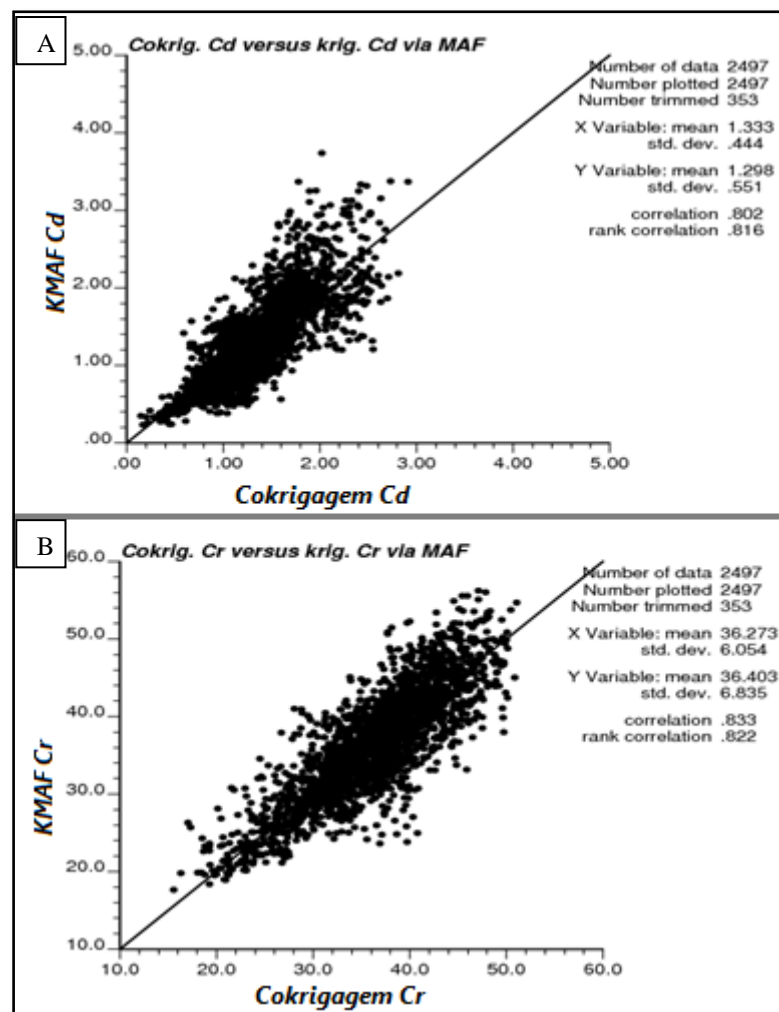 A
Cokrig. Cd versus krig. Cd via MAF
5.00
4.00
3.00
2.00
1.00
.00
KMAF Cd
Number of data 2497
Number plotted 2497
Number trimmed 353
X Variable: mean 1.333
std. dev. .444
Y Variable: mean 1.298
std. dev. .551
correlation .802
rank correlation .816
.00 1.00 2.00 3.00 4.00 5.00
Cokrigagem Cd
B
Cokrig. Cr versus krig. Cr via MAF
60.0
50.0
40.0
30.0
20.0
10.0
KMAF Cr
Number of data 2497
Number plotted 2497
Number trimmed 353
X Variable: mean 36.273
std. dev. 6.054
Y Variable: mean 36.403
std. dev. 6.835
correlation .833
rank correlation .822
10.0 20.0 30.0 40.0 50.0 60.0
Cokrigagem Cr